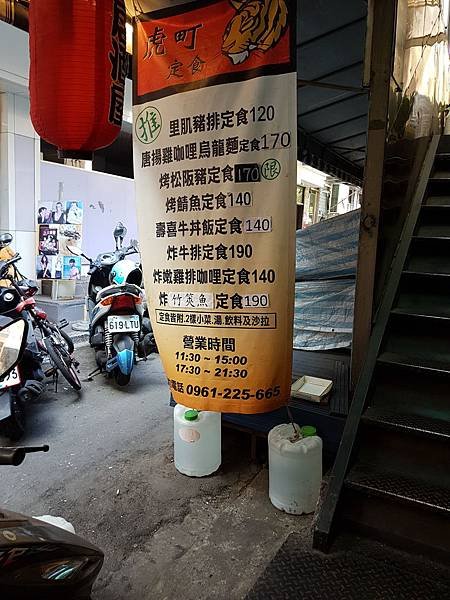 虎町
定食
推 里肌豬排定食120
唐揚雞咖哩烏龍麵定食170
烤松阪豬定食170 限
烤鯖魚定食140
壽喜牛丼飯定食140
炸牛排定食190
炸嫩雞排咖哩定食140
炸竹筴魚定食190
定食皆附.2樣小菜.湯.飲料及沙拉
營業時間
11:30 ~ 15:00
17:30 ~ 21:30
電話 0961-225-665
619 LTU